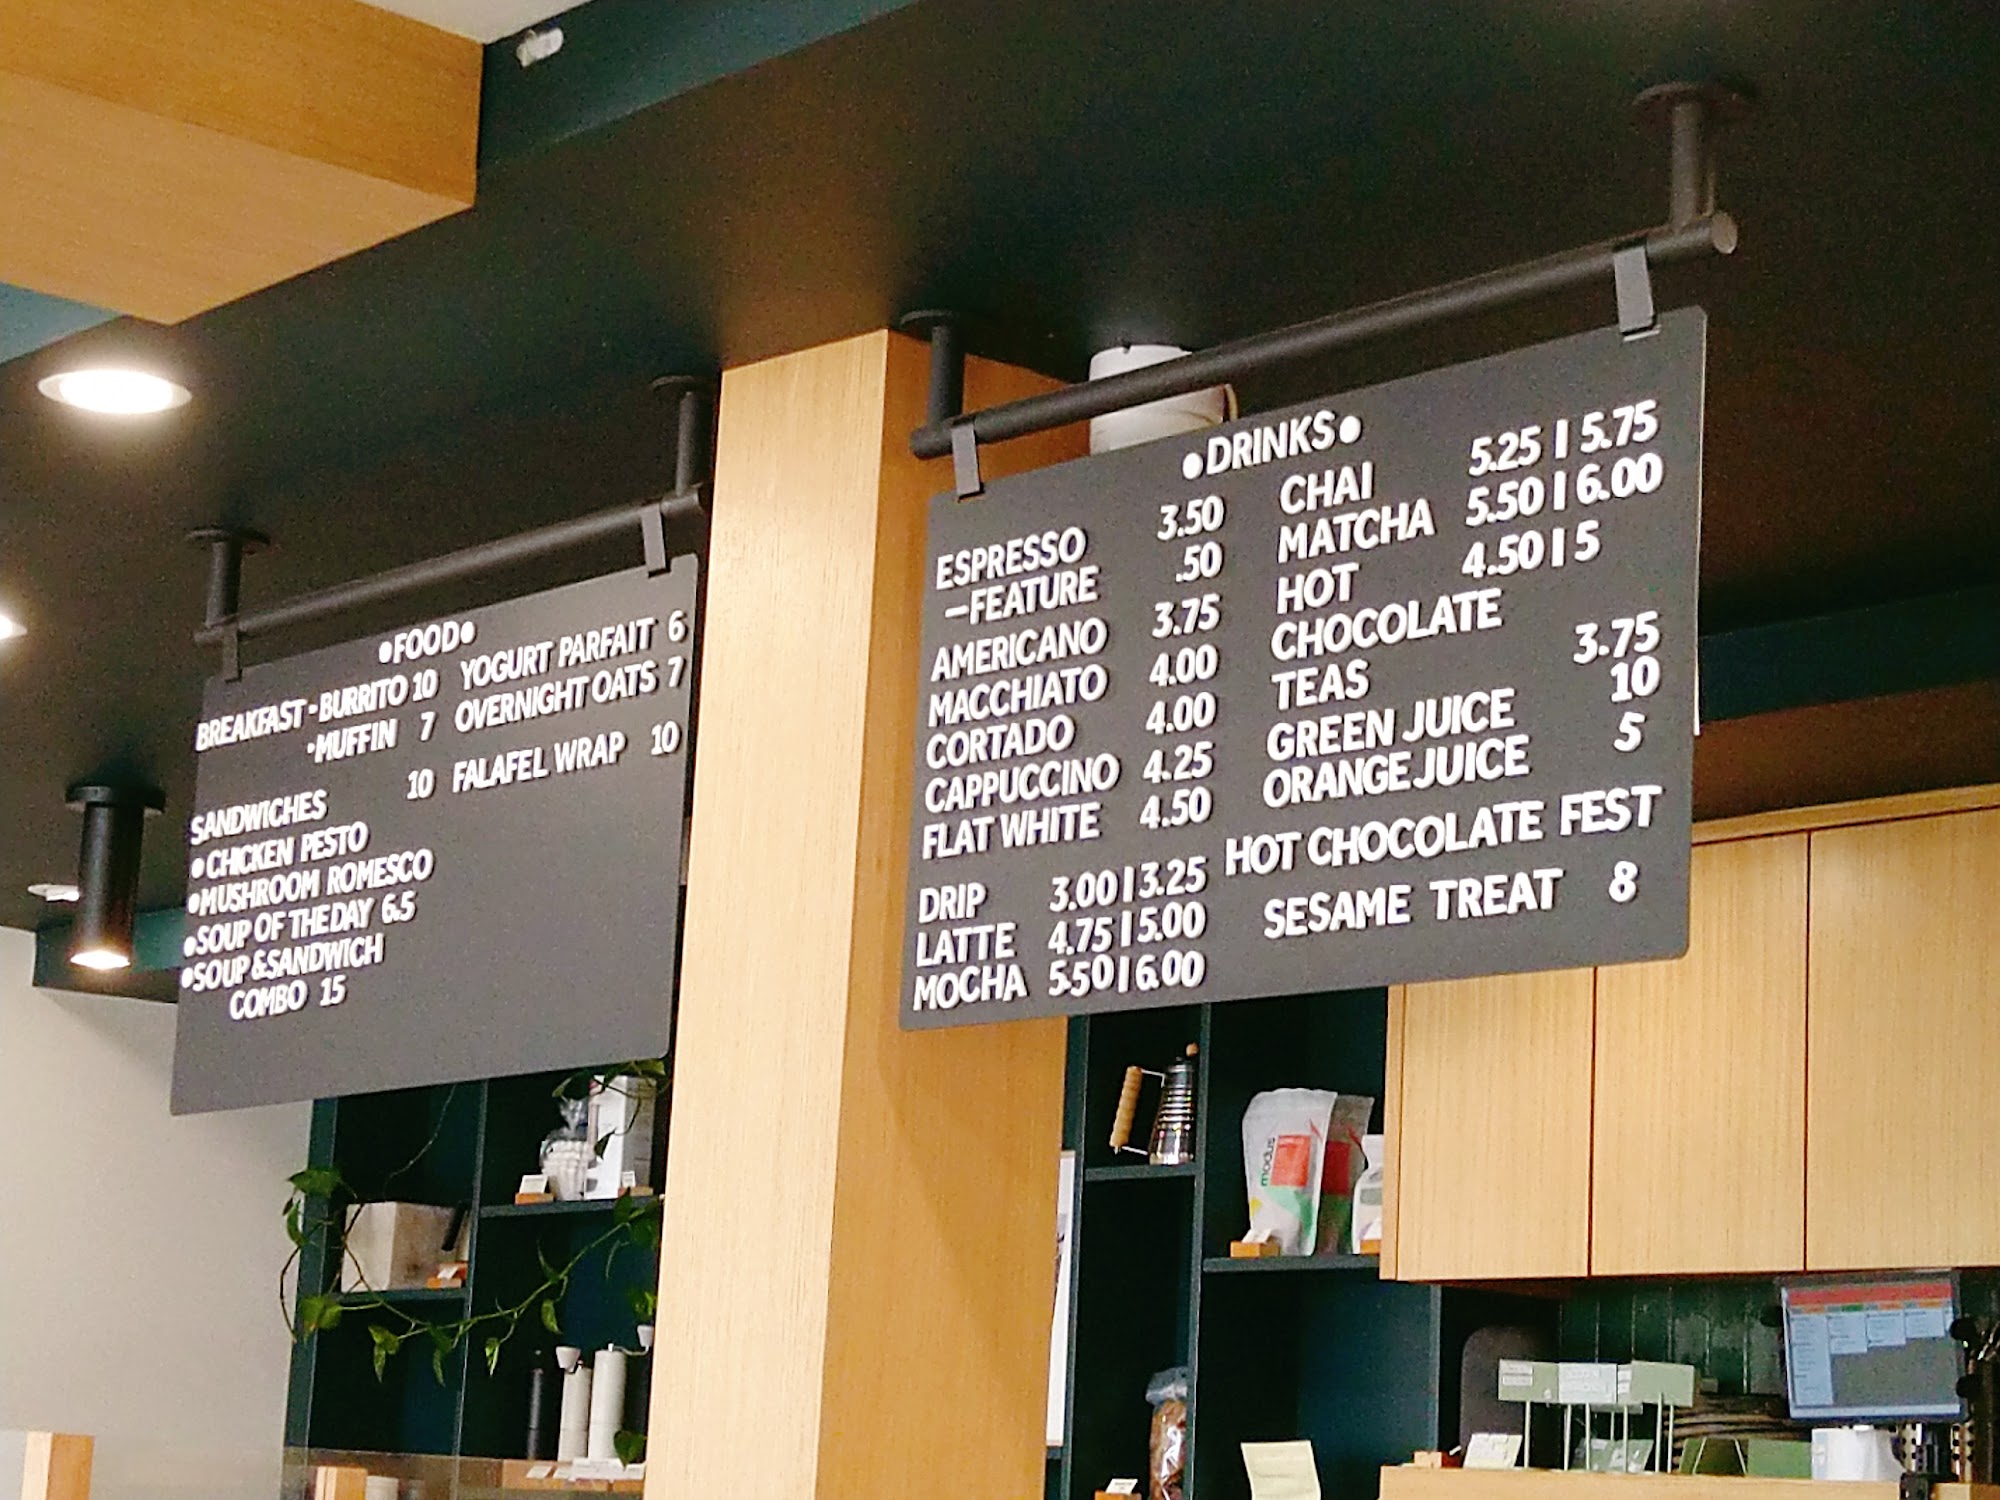 •FOOD•
BREAKFAST •BURRITO 10
•MUFFIN 7
SANDWICHES 10
•CHICKEN PESTO
•MUSHROOM ROMESCO
•SOUP OF THE DAY 6.5
•SOUP & SANDWICH
COMBO 15
YOGURT PARFAIT 6
OVERNIGHT OATS 7
FALAFEL WRAP 10
•DRINKS•
ESPRESSO 3.50
—FEATURE .50
AMERICANO 3.75
MACCHIATO 4.00
CORTADO 4.00
CAPPUCCINO 4.25
FLAT WHITE 4.50
DRIP 3.00 | 3.25
LATTE 4.75 | 5.00
MOCHA 5.50 | 6.00
CHAI 5.25 | 5.75
MATCHA 5.50 | 6.00
HOT 4.50 | 5
CHOCOLATE
TEAS 3.75
GREEN JUICE 10
ORANGE JUICE 5
HOT CHOCOLATE FEST
SESAME TREAT 8
modus